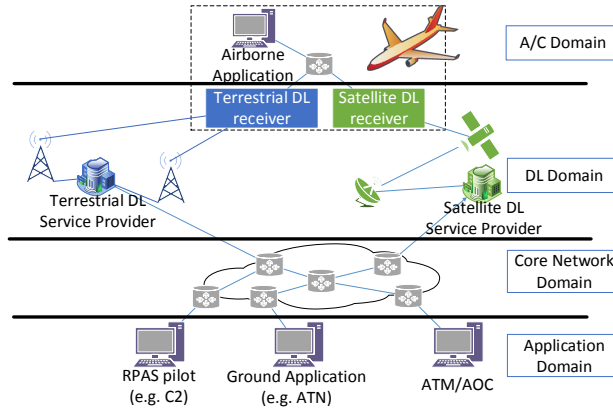 Airborne
Application
A/C Domain
Terrestrial DL
receiver
Satellite DL
receiver
Terrestrial DL
Service Provider
Satellite DL
Service Provider
DL Domain
Core Network
Domain
RPAS pilot
(e.g. C2)
Ground Application
(e.g. ATN)
ATM/AOC
Application
Domain